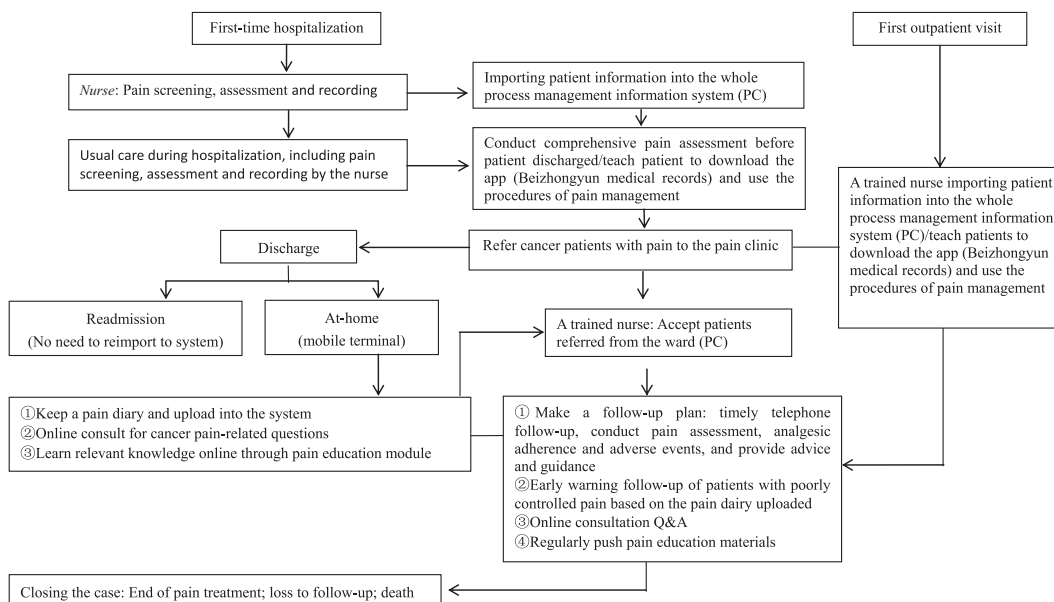 First-time hospitalization
First outpatient visit
Nurse: Pain screening, assessment and recording
Importing patient information into the whole
process management information system (PC)
Usual care during hospitalization, including pain
screening, assessment and recording by the nurse
Conduct comprehensive pain assessment before
patient discharged/teach patient to download the
app (Beizhongyun medical records) and use the
procedures of pain management
A trained nurse importing patient
information into the whole
process management information
system (PC)/teach patients to
download the app (Beizhongyun
medical records) and use the
procedures of pain management
Discharge
Refer cancer patients with pain to the pain clinic
Readmission
(No need to reimport to system)
At-home
(mobile terminal)
A trained nurse: Accept patients
referred from the ward (PC)
①Keep a pain diary and upload into the system
②Online consult for cancer pain-related questions
③Learn relevant knowledge online through pain education module
① Make a follow-up plan: timely telephone
follow-up, conduct pain assessment, analgesic
adherence and adverse events, and provide advice
and guidance
②Early warning follow-up of patients with poorly
controlled pain based on the pain dairy uploaded
③Online consultation Q&A
④Regularly push pain education materials
Closing the case: End of pain treatment; loss to follow-up; death